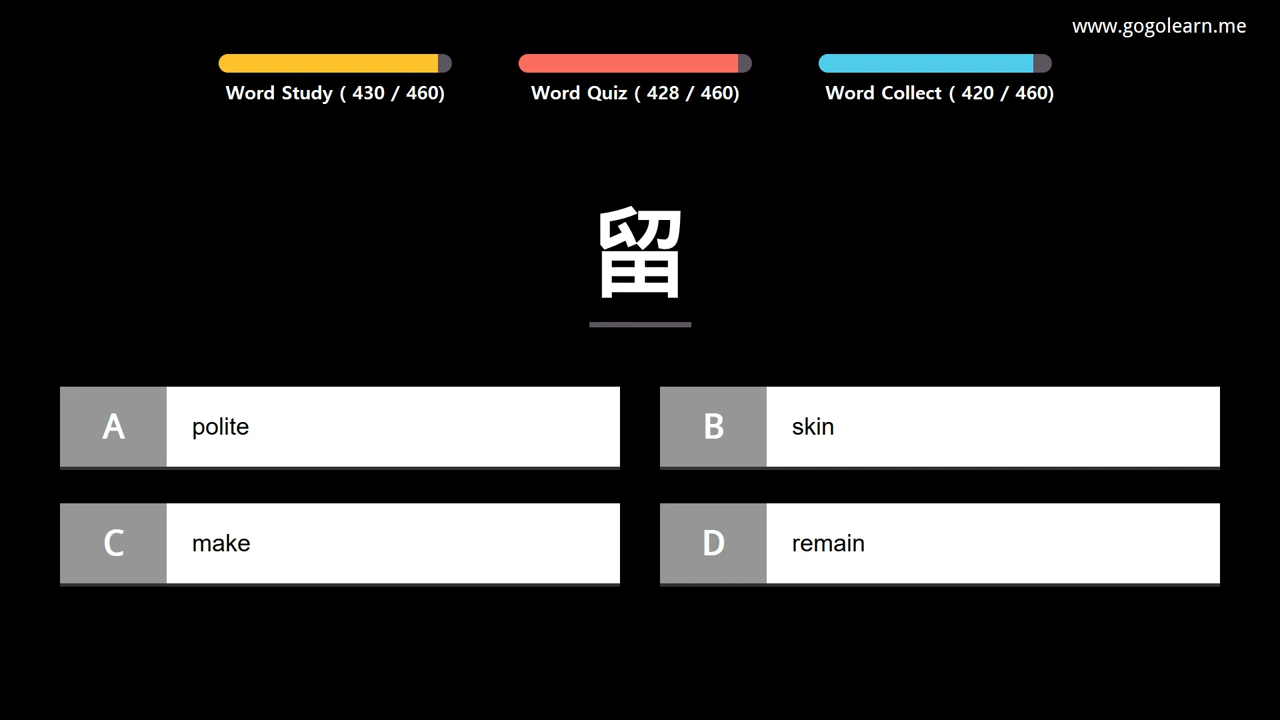 www.gogolearn.me
Word Study ( 430 / 460)
Word Quiz ( 428 / 460)
Word Collect ( 420 / 460)
留
A polite
B skin
C make
D remain